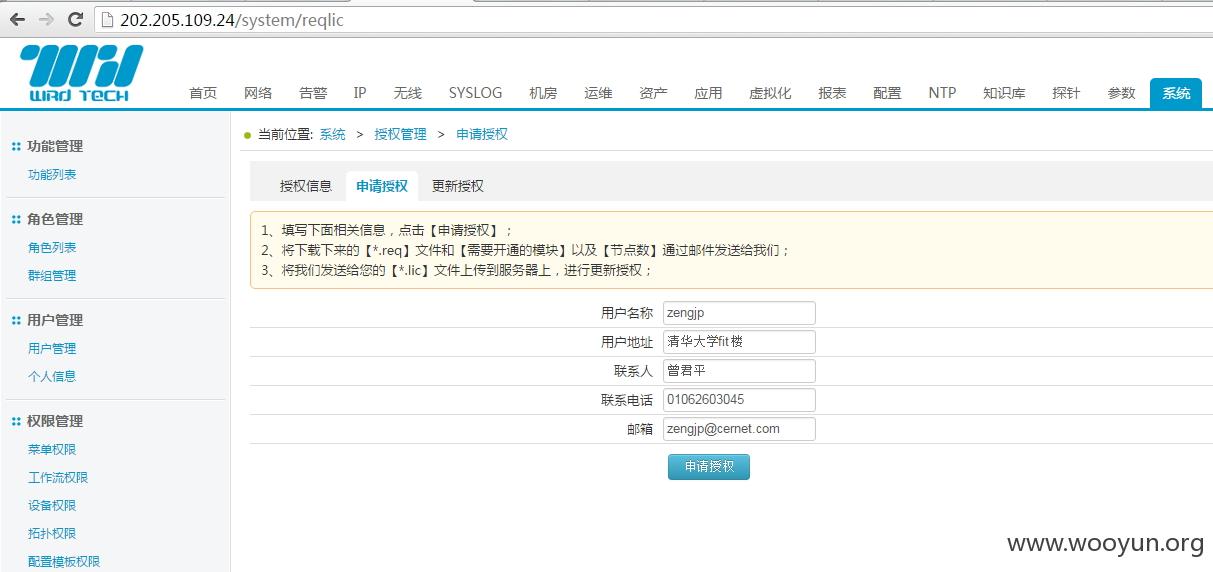 202.205.109.24/system/reqlic
WRD TECH
首页 网络 告警 IP 无线 SYSLOG 机房 运维 资产 应用 虚拟化 报表 配置 NTP 知识库 探针 参数 系统
当前位置: 系统 > 授权管理 > 申请授权
功能管理
功能列表
角色管理
角色列表
群组管理
用户管理
用户管理
个人信息
权限管理
菜单权限
工作流权限
设备权限
拓扑权限
配置模板权限
授权信息 申请授权 更新授权
1、填写下面相关信息，点击【申请授权】；
2、将下载下来的【*.req】文件和【需要开通的模块】以及【节点数】通过邮件发送给我们；
3、将我们发送给您的【*.lic】文件上传到服务器上，进行更新授权；
用户名称 zengjp
用户地址 清华大学fit楼
联系人 曾君平
联系电话 01062603045
邮箱 zengjp@cernet.com
申请授权
www.wooyun.org